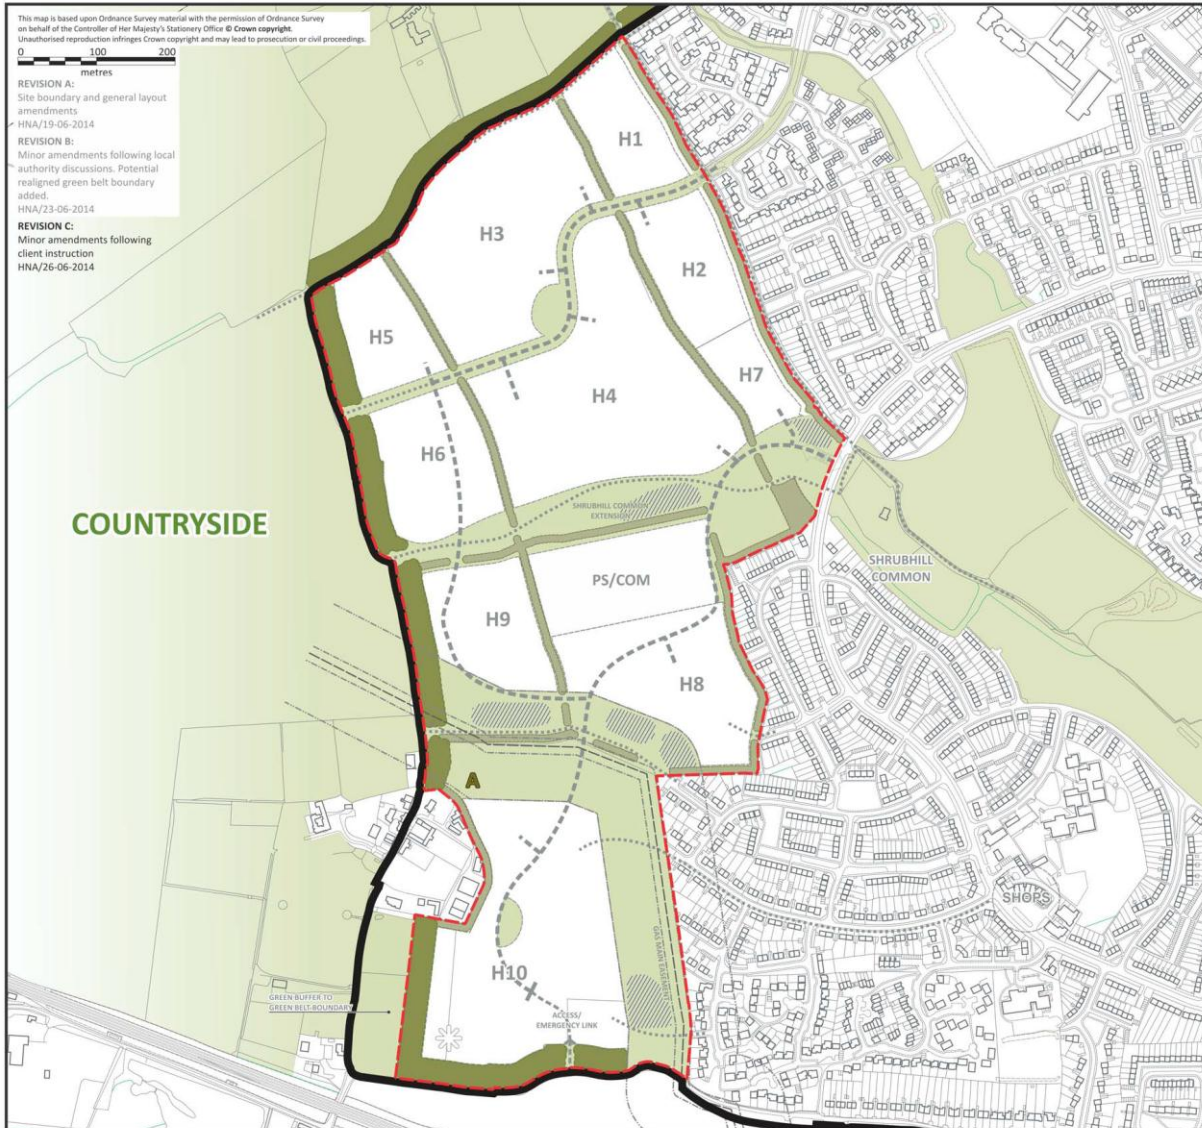 This map is based upon Ordnance Survey material with the permission of Ordnance Survey
on behalf of the Controller of Her Majesty's Stationery Office © Crown copyright.
Unauthorised reproduction infringes Crown copyright and may lead to prosecution or civil proceedings.
0 100 200
metres
REVISION A:
Site boundary and general layout
amendments
HNA/19-06-2014
REVISION B:
Minor amendments following local
authority discussions. Potential
realigned green belt boundary
added.
HNA/23-06-2014
REVISION C:
Minor amendments following
client instruction
HNA/26-06-2014
H1
H3
H2
H5
H7
H4
H6
COUNTRYSIDE
SHRUBHILL COMMON
EXTENSION
SHRUBHILL
COMMON
PS/COM
H9
H8
A
SHOPS
GAS MAIN EASEMENT
H10
GREEN BUFFER TO
GREEN BELT BOUNDARY
ACCESS/
EMERGENCY LINK